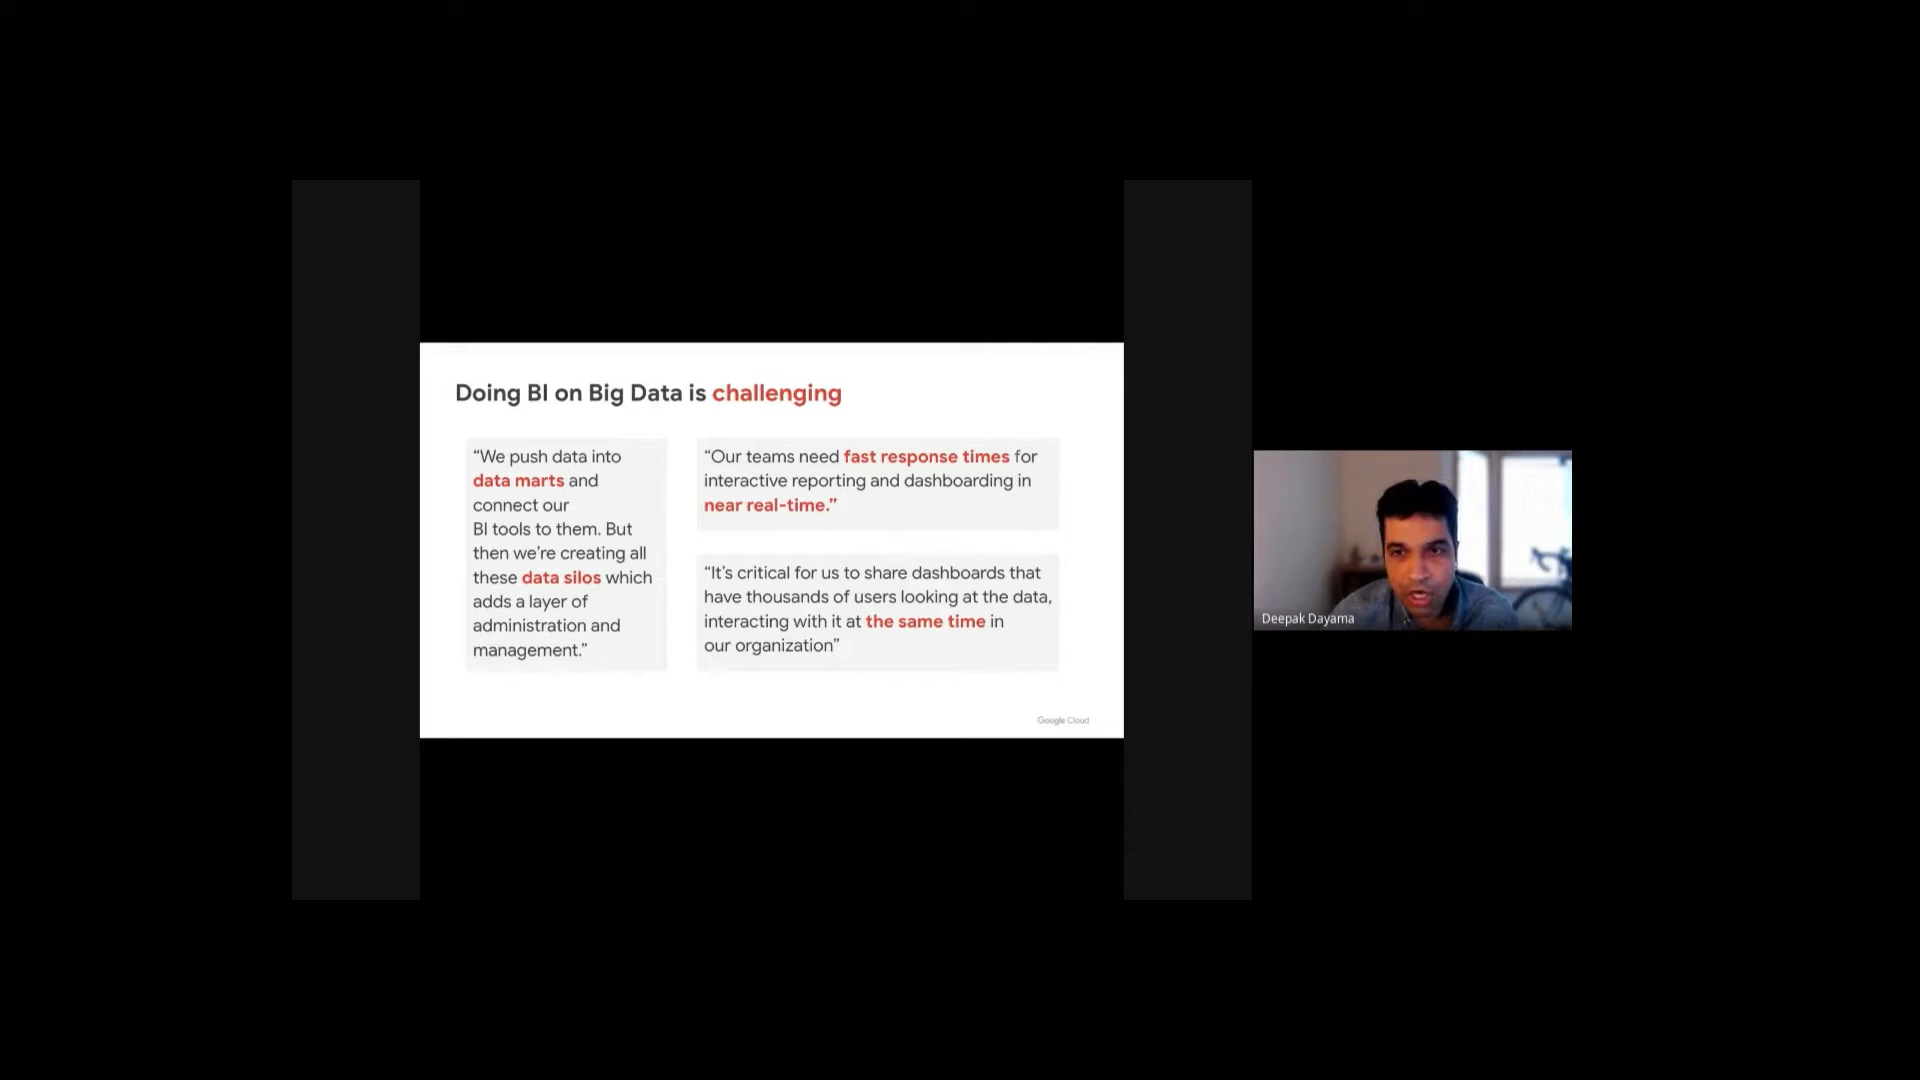 Doing BI on Big Data is challenging
“We push data into
data marts and
connect our
BI tools to them. But
then we’re creating all
these data silos which
adds a layer of
administration and
management.”
“Our teams need fast response times for
interactive reporting and dashboarding in
near real-time.”
“It’s critical for us to share dashboards that
have thousands of users looking at the data,
interacting with it at the same time in
our organization”
Google Cloud
Deepak Dayama